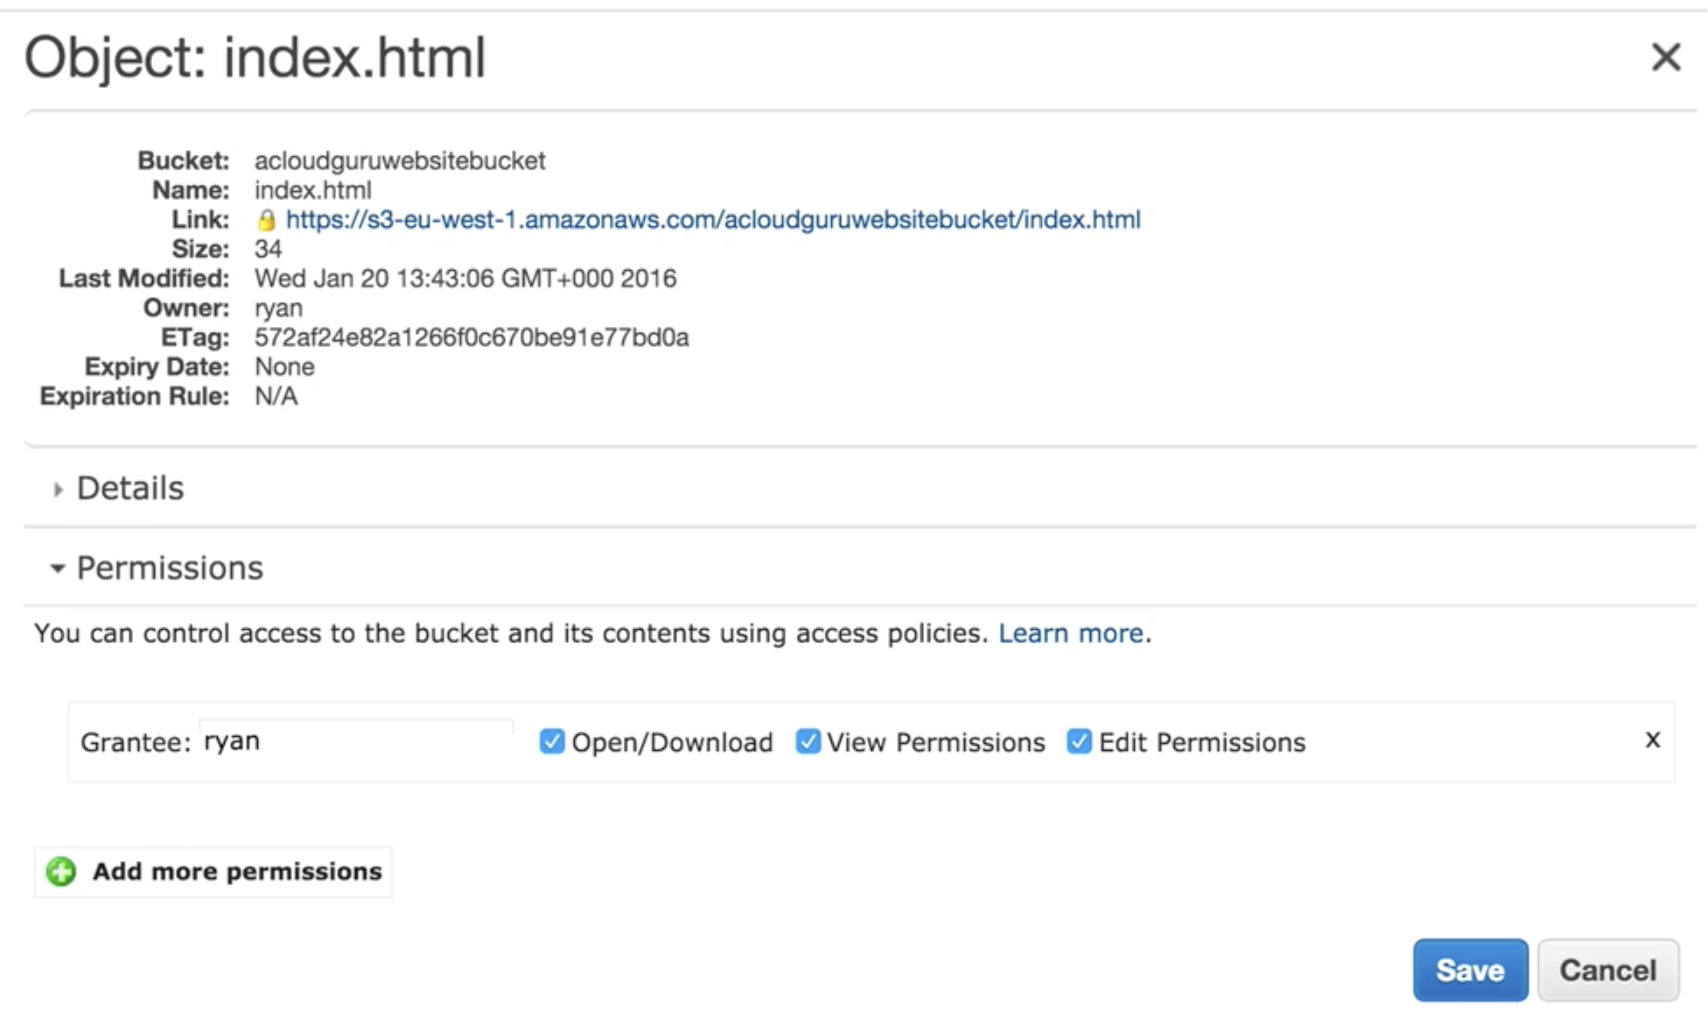 Object: index.html
Bucket: acloudguruwebsitebucket
Name: index.html
Link: https://s3-eu-west-1.amazonaws.com/acloudguruwebsitebucket/index.html
Size: 34
Last Modified: Wed Jan 20 13:43:06 GMT+000 2016
Owner: ryan
ETag: 572af24e82a1266f0c670be91e77bd0a
Expiry Date: None
Expiration Rule: N/A
Details
Permissions
You can control access to the bucket and its contents using access policies. Learn more.
Grantee: ryan Open/Download View Permissions Edit Permissions x
Add more permissions
Save Cancel